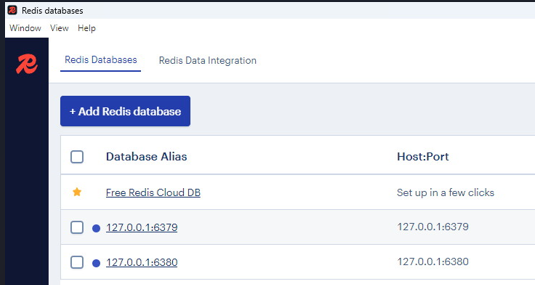 Redis databases
Window View Help
Redis Databases Redis Data Integration
+ Add Redis database
Database Alias Host:Port
Free Redis Cloud DB Set up in a few clicks
127.0.0.1:6379 127.0.0.1:6379
127.0.0.1:6380 127.0.0.1:6380